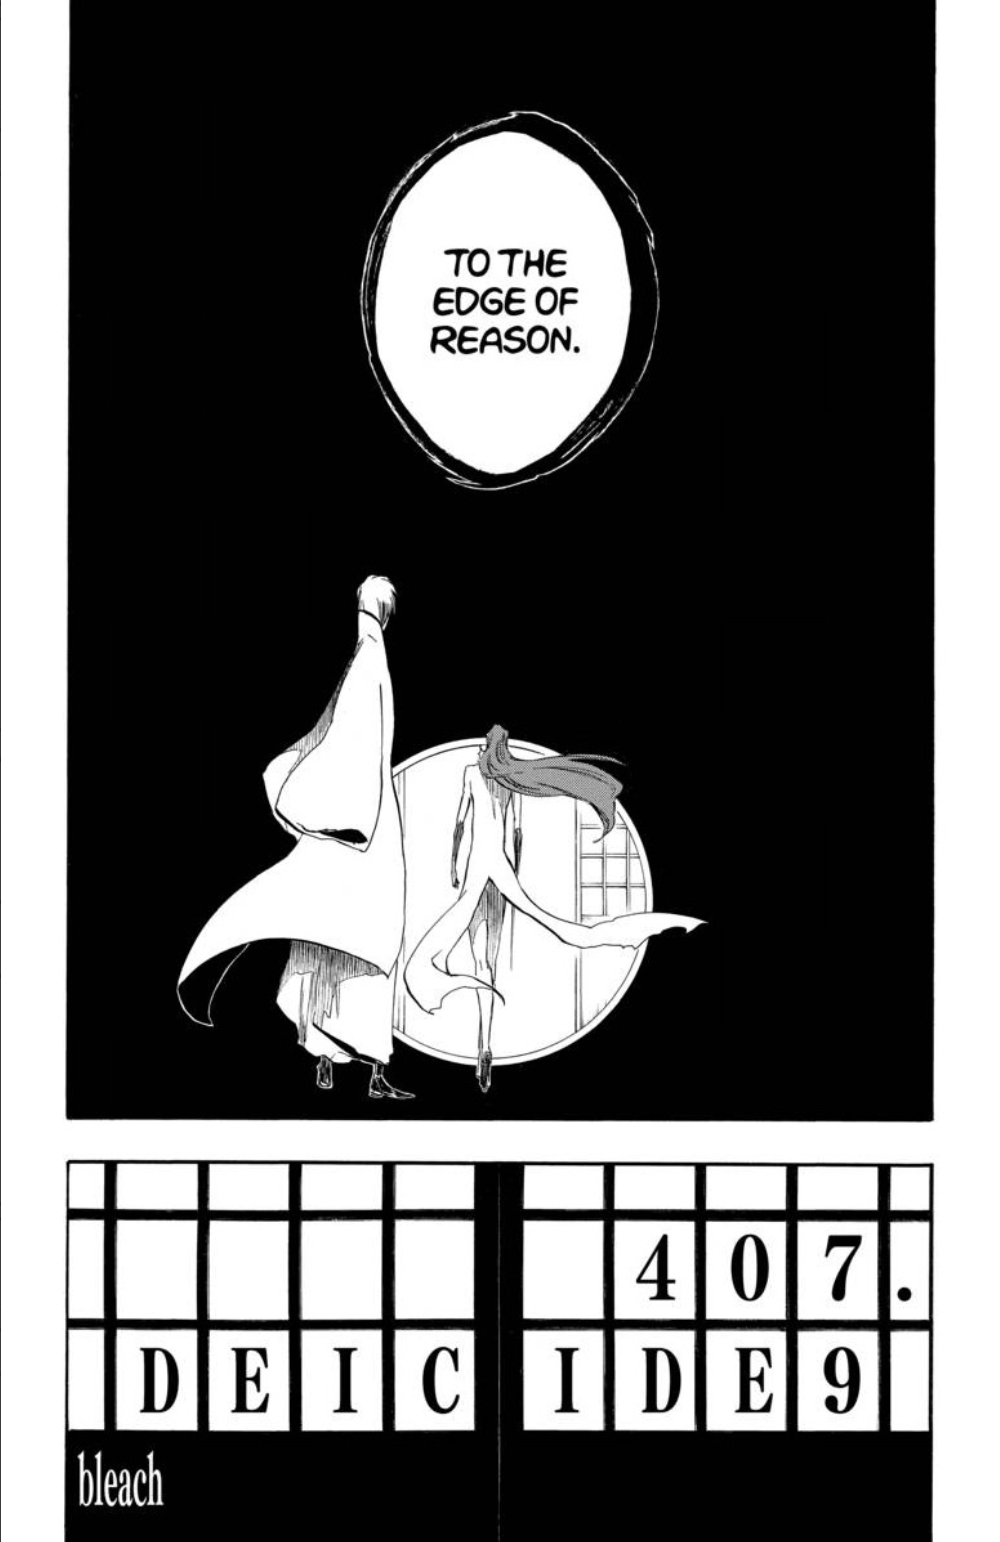 TO THE
EDGE OF
REASON.
407.
DEICIDE9
bleach